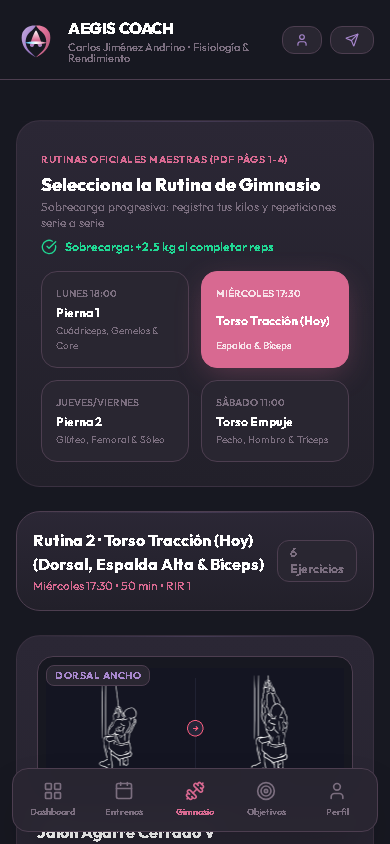 AEGIS COACH
Carlos Jiménez Andrino • Fisiología &
Rendimiento
RUTINAS OFICIALES MAESTRAS (PDF PÁGS 1-4)
Selecciona la Rutina de Gimnasio
Sobrecarga progresiva: registra tus kilos y repeticiones
serie a serie
Sobrecarga: +2.5 kg al completar reps
LUNES 18:00
Pierna 1
Cuádriceps, Gemelos &
Core
MIÉRCOLES 17:30
Torso Tracción (Hoy)
Espalda & Bíceps
JUEVES/VIERNES
Pierna 2
Glúteo, Femoral & Sóleo
SÁBADO 11:00
Torso Empuje
Pecho, Hombro & Tríceps
Rutina 2 • Torso Tracción (Hoy)
(Dorsal, Espalda Alta & Bíceps)
Miércoles 17:30 • 50 min • RIR 1
6
Ejercicios
DORSAL ANCHO
Jalón Agarre Cerrado V
Dashboard
Entrenos
Gimnasio
Objetivos
Perfil